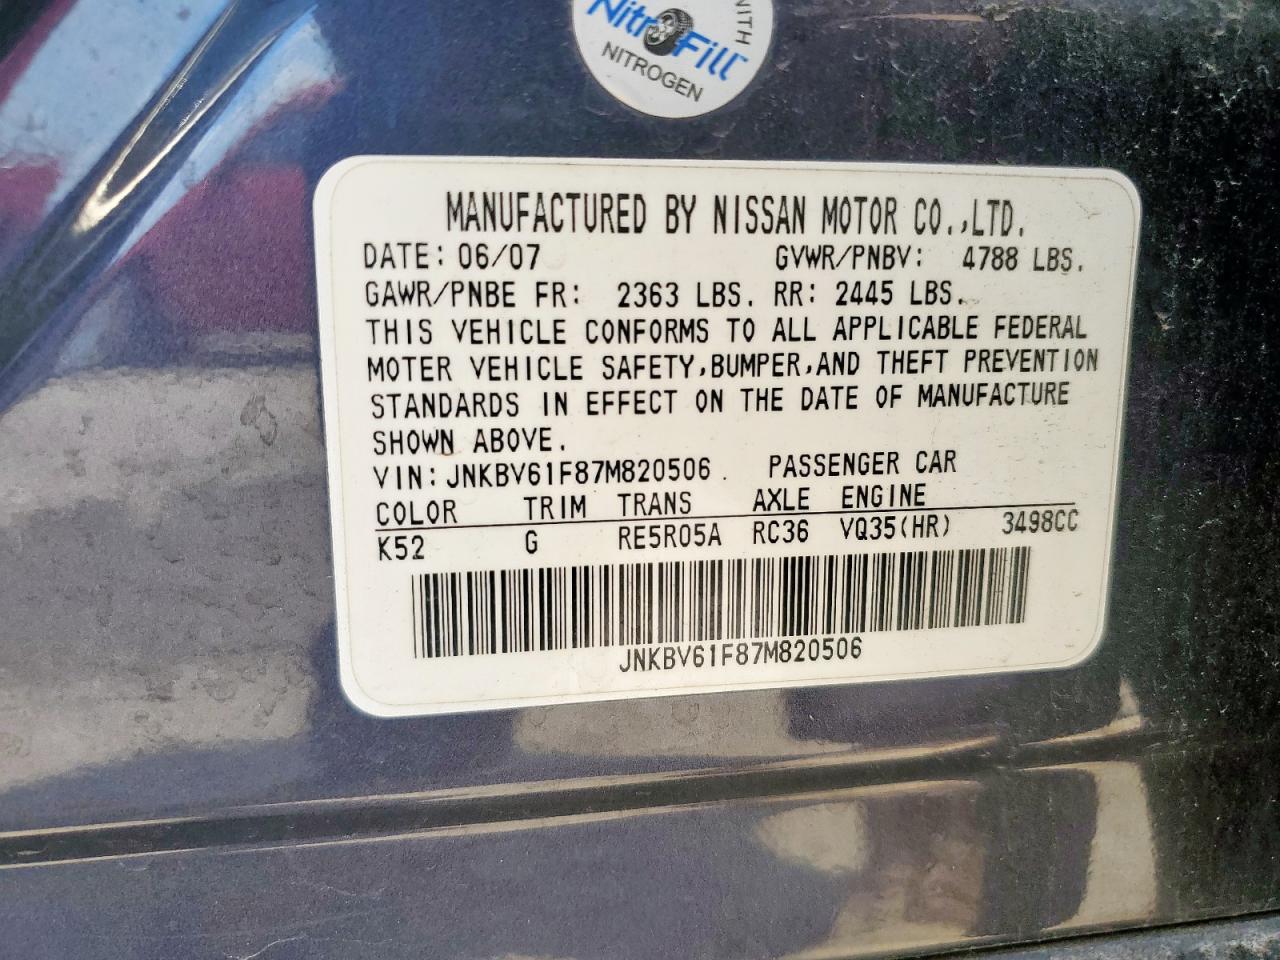 NITH
NitroFill™
NITROGEN
MANUFACTURED BY NISSAN MOTOR CO.,LTD.
DATE: 06/07 GVWR/PNBV: 4788 LBS.
GAWR/PNBE FR: 2363 LBS. RR: 2445 LBS.
THIS VEHICLE CONFORMS TO ALL APPLICABLE FEDERAL
MOTER VEHICLE SAFETY,BUMPER,AND THEFT PREVENTION
STANDARDS IN EFFECT ON THE DATE OF MANUFACTURE
SHOWN ABOVE.
VIN: JNKBV61F87M820506 PASSENGER CAR
COLOR TRIM TRANS AXLE ENGINE
K52 G RE5R05A RC36 VQ35(HR) 3498CC
JNKBV61F87M820506